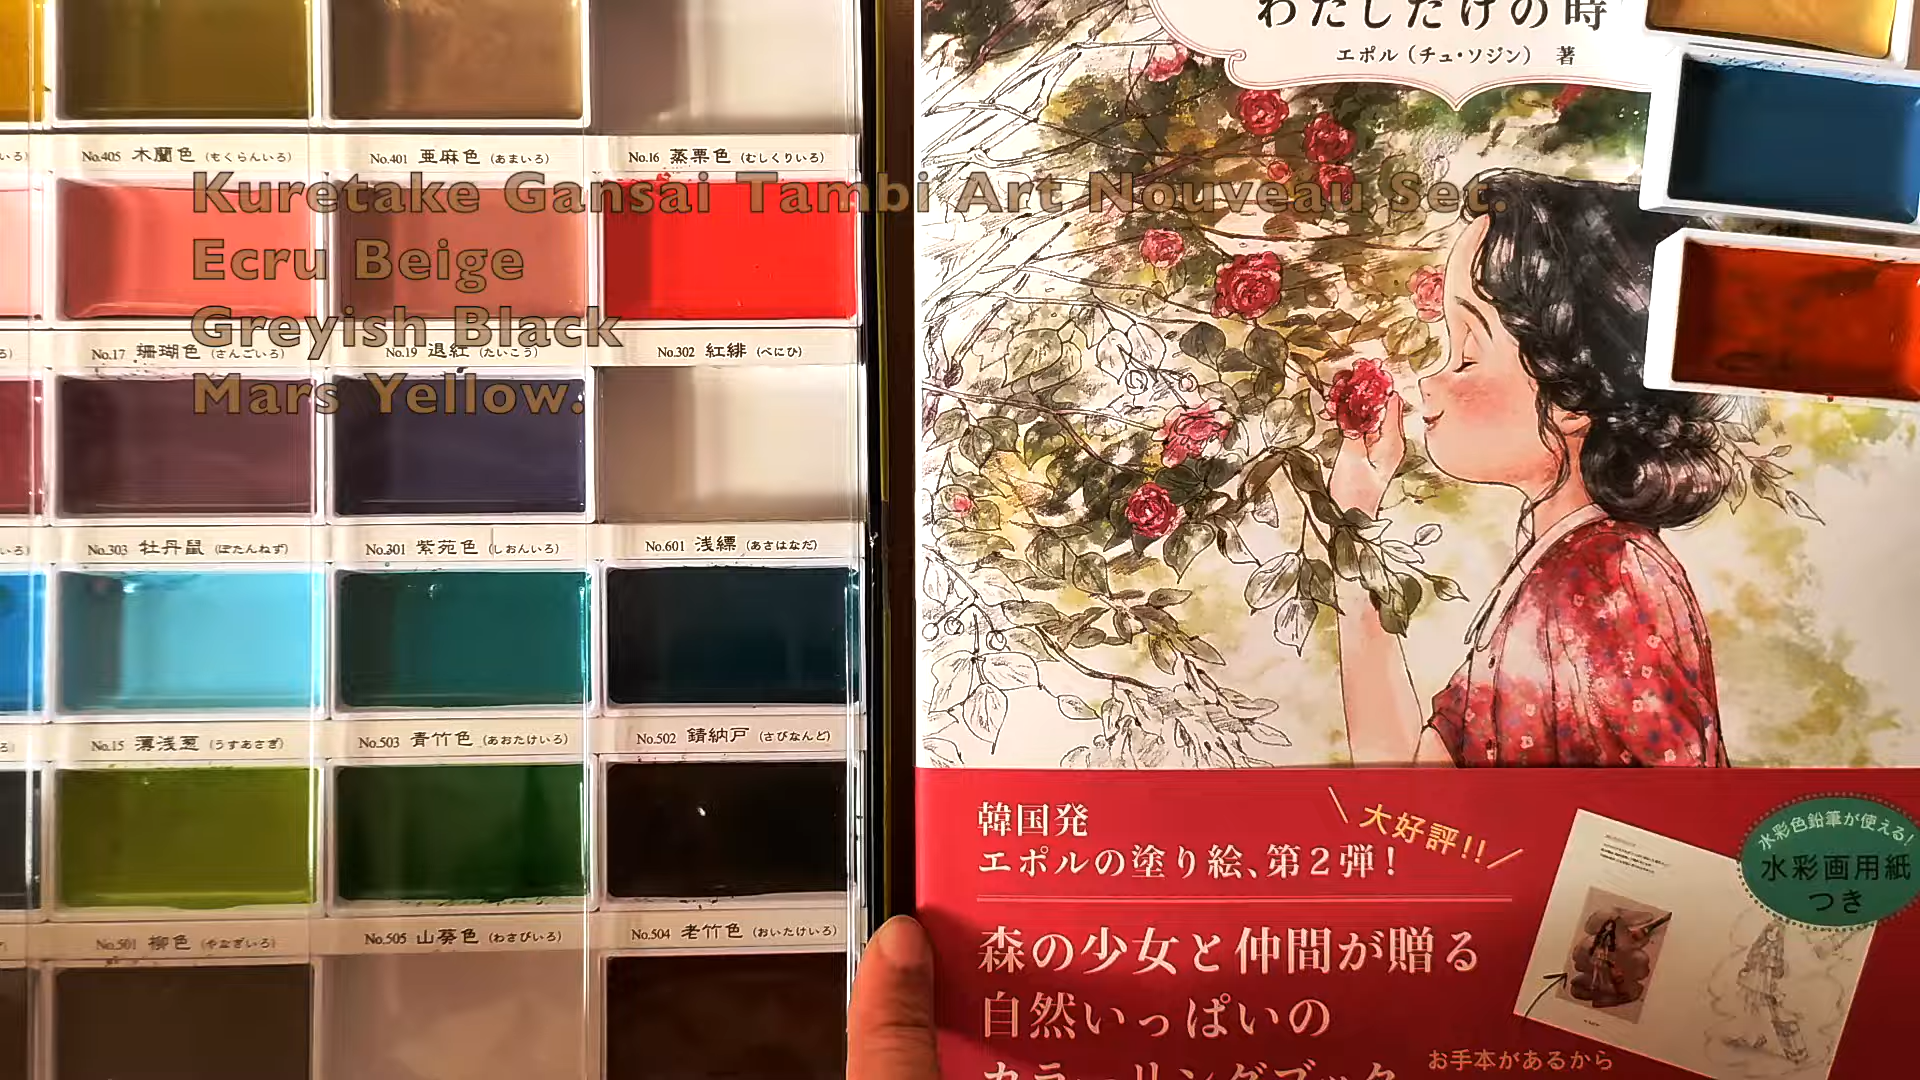 わたしだけの時
エポル(チュ・ソジン) 著
No.405 木蘭色 (もくらんいろ)
No.401 亜麻色 (あまいろ)
No.16 蒸栗色 (むしくりいろ)
Kuretake Gansai Tambi Art Nouveau Set.
Ecru Beige
Greyish Black
Mars Yellow.
No.17 珊瑚色 (さんごいろ)
No.19 退紅 (たいこう)
No.302 紅緋 (べにひ)
No.303 牡丹鼠 (ぼたんねず)
No.301 紫苑色 (しおんいろ)
No.601 浅縹 (あさはなだ)
No.15 薄浅葱 (うすあさぎ)
No.503 青竹色 (あおたけいろ)
No.502 錆納戸 (さびなんど)
No.501 柳色 (やなぎいろ)
No.505 山葵色 (わさびいろ)
No.504 老竹色 (おいたけいろ)
韓国発
エポルの塗り絵、第2弾!
大好評!!
水彩色鉛筆が使える!
水彩画用紙
つき
森の少女と仲間が贈る
自然いっぱいの
カラーリングブック
お手本があるから